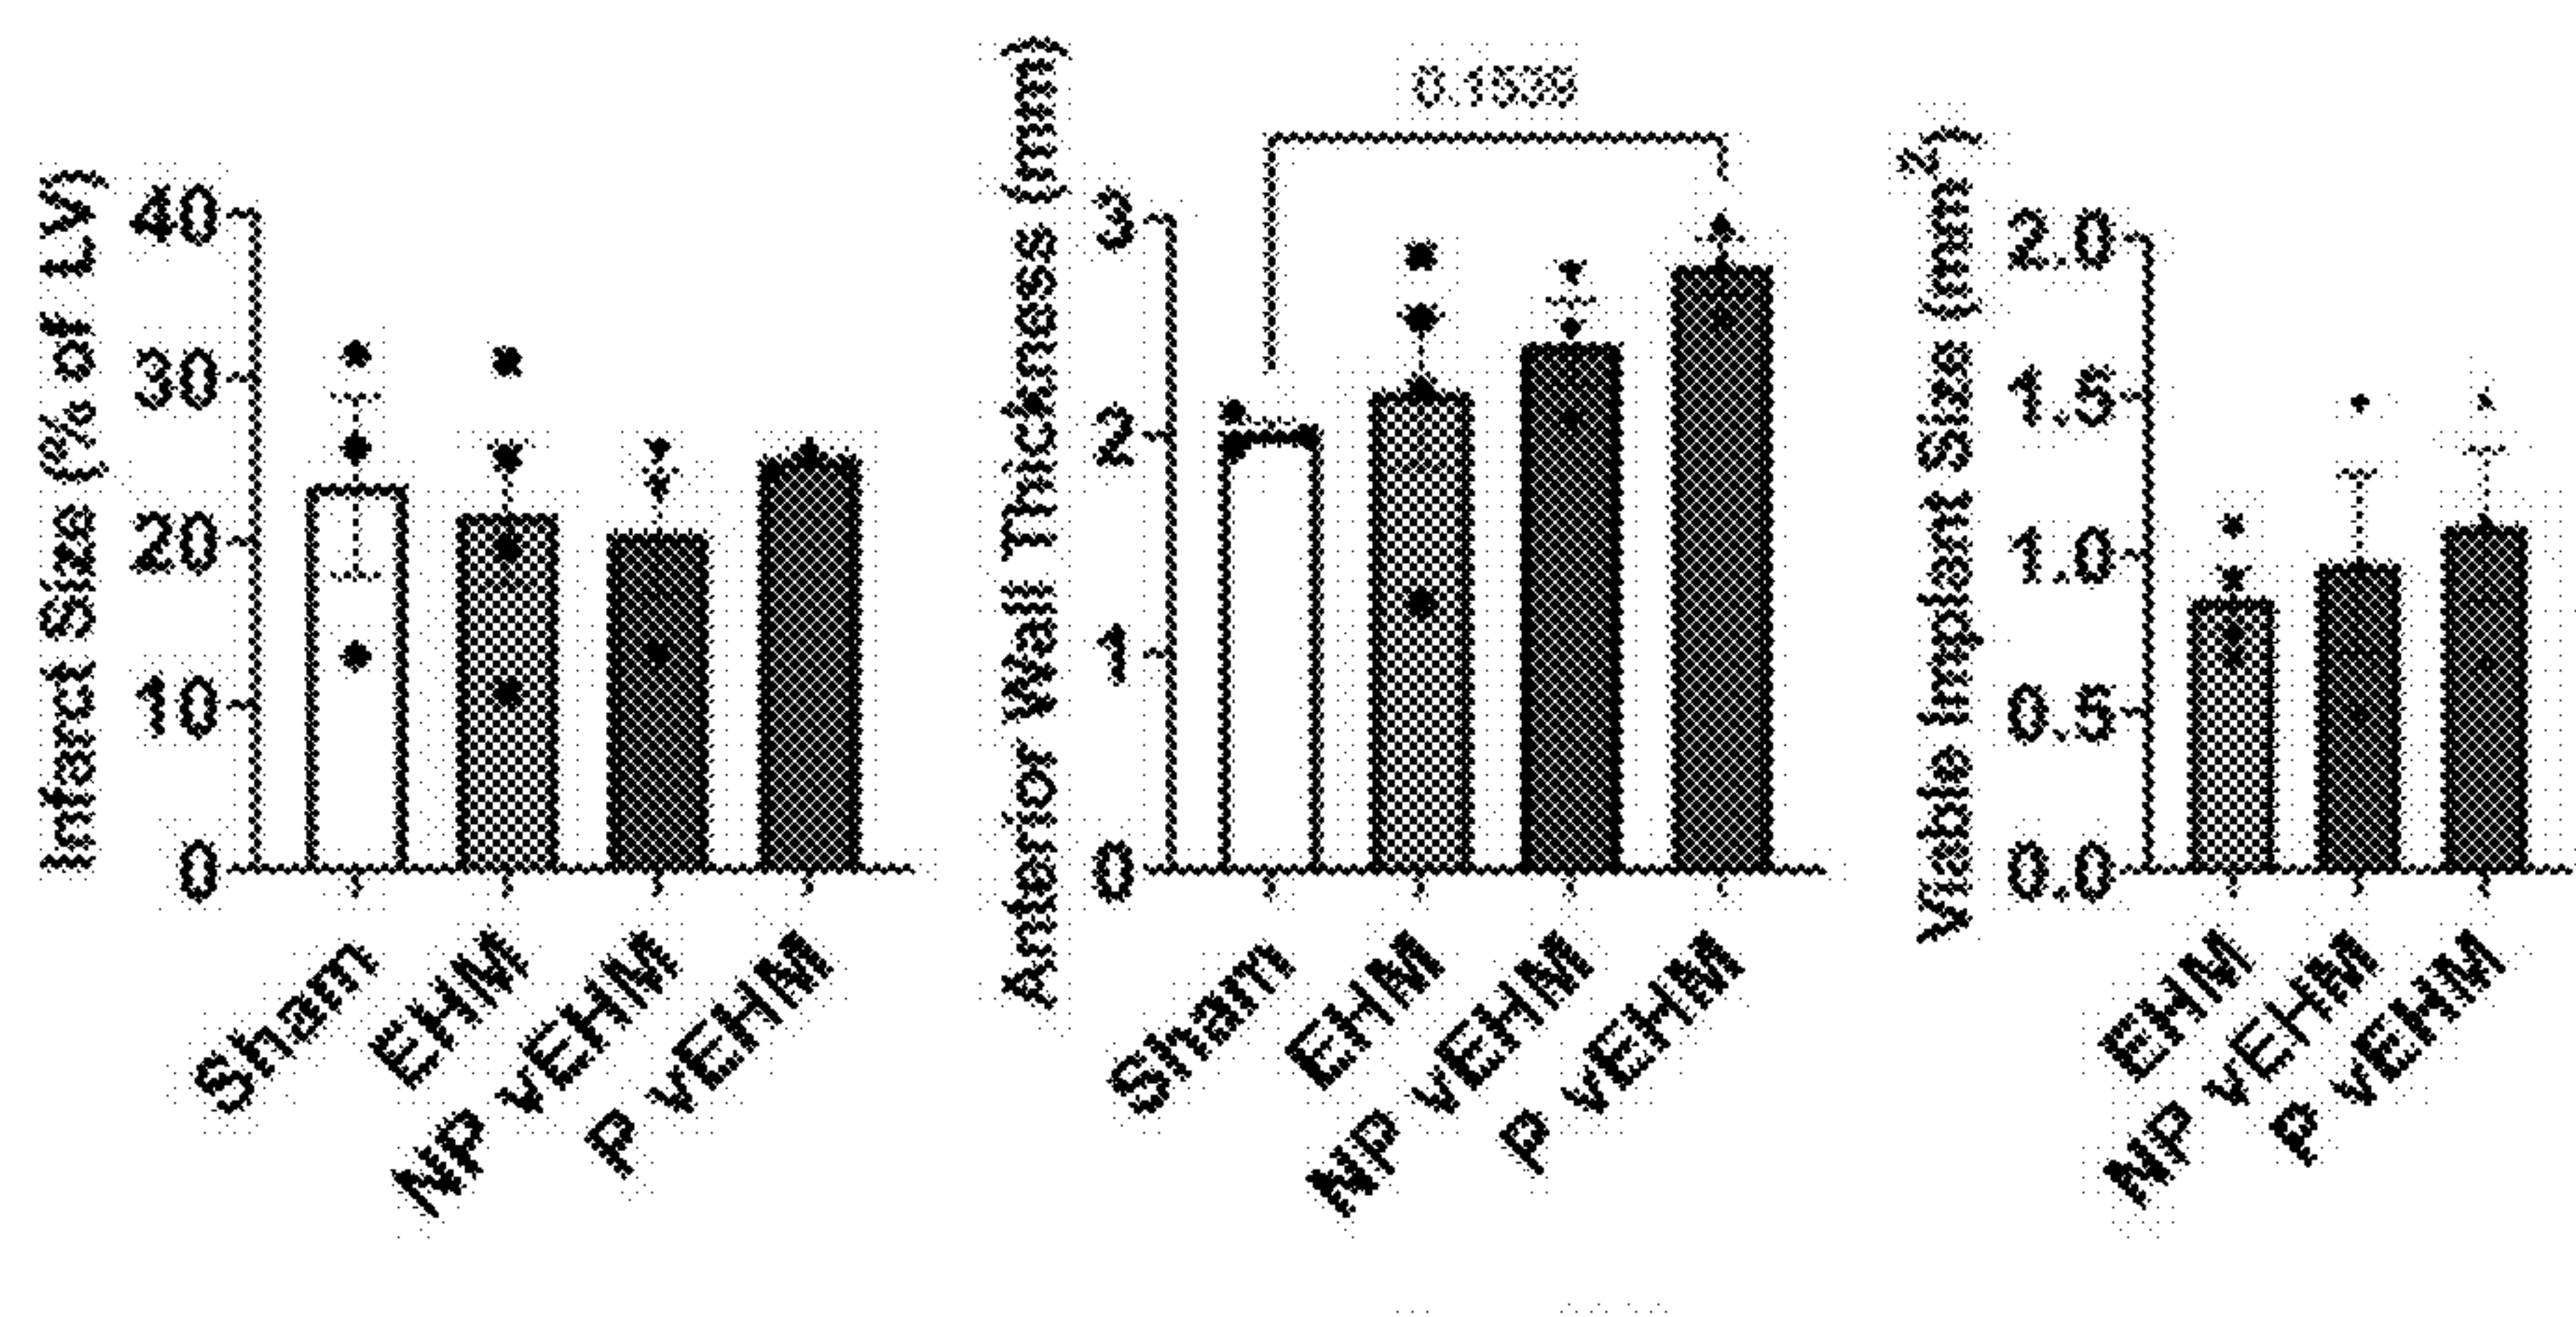 Infarct Size (% of LV)
40
30
20
10
0
Sham
EHM
NP vEHM
P vEHM
Anterior Wall Thickness (mm)
3
2
1
0
Sham
EHM
NP vEHM
P vEHM
Viable Implant Size (mm²)
2.0
1.5
1.0
0.5
0.0
EHM
NP vEHM
P vEHM